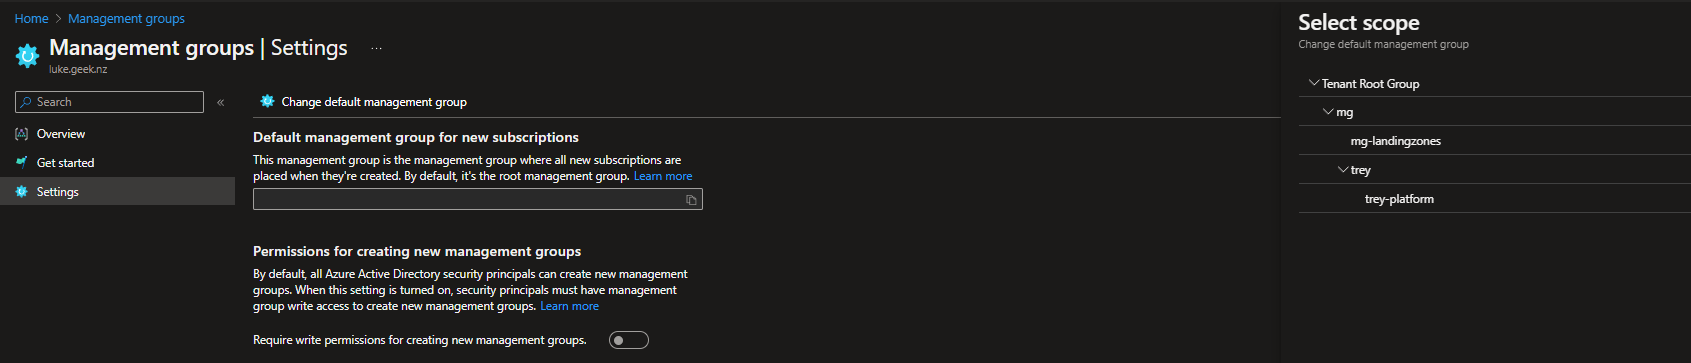 Home > Management groups
Management groups | Settings ...
luke.geek.nz
Search «
Overview
Get started
Settings
Change default management group
Default management group for new subscriptions
This management group is the management group where all new subscriptions are
placed when they're created. By default, it's the root management group. Learn more
Permissions for creating new management groups
By default, all Azure Active Directory security principals can create new management
groups. When this setting is turned on, security principals must have management
group write access to create new management groups. Learn more
Require write permissions for creating new management groups.
Select scope
Change default management group
Tenant Root Group
mg
mg-landingzones
trey
trey-platform